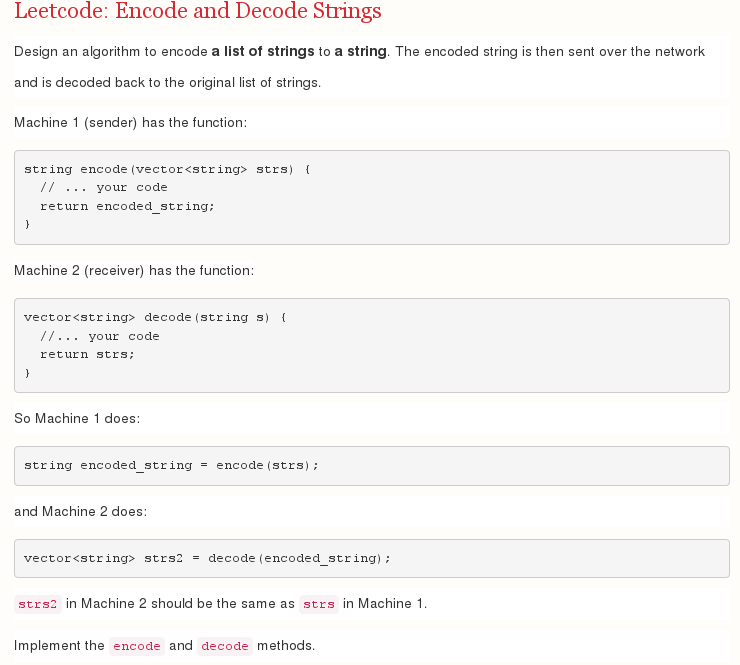 Leetcode: Encode and Decode Strings
Design an algorithm to encode a list of strings to a string. The encoded string is then sent over the network
and is decoded back to the original list of strings.
Machine 1 (sender) has the function:
string encode(vector<string> strs) {
  // ... your code
  return encoded_string;
}
Machine 2 (receiver) has the function:
vector<string> decode(string s) {
  //... your code
  return strs;
}
So Machine 1 does:
string encoded_string = encode(strs);
and Machine 2 does:
vector<string> strs2 = decode(encoded_string);
strs2 in Machine 2 should be the same as strs in Machine 1.
Implement the encode and decode methods.